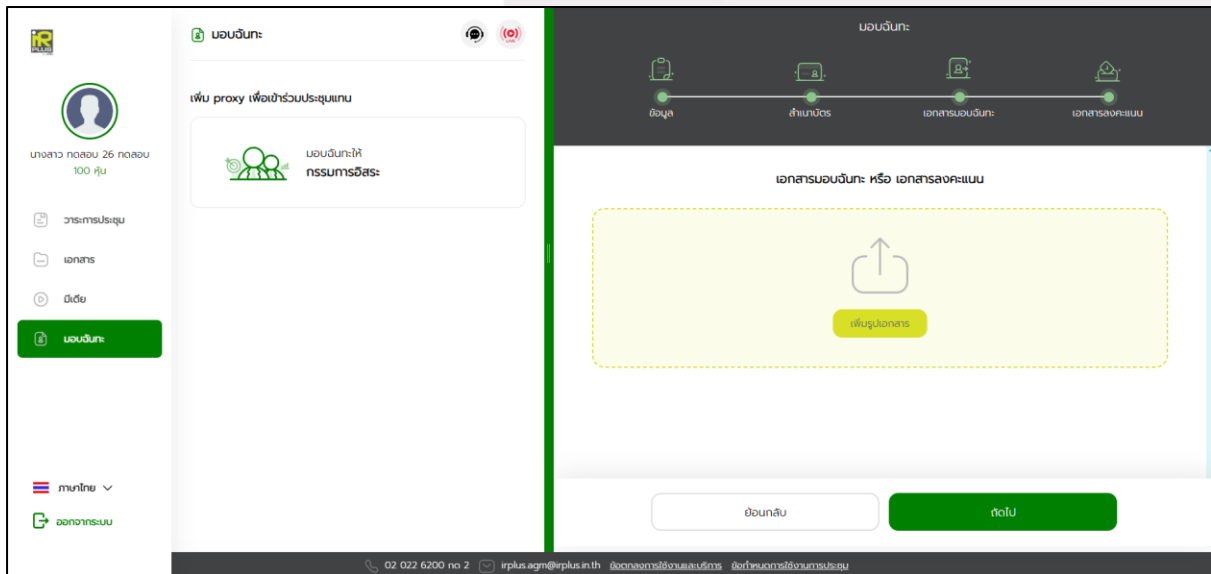 iR
PLUS
นางสาว ทดสอบ 26 ทดสอบ
100 หุ้น
วาระการประชุม
เอกสาร
มีเดีย
มอบฉันทะ
ภาษาไทย
ออกจากระบบ
มอบฉันทะ
เพิ่ม proxy เพื่อเข้าร่วมประชุมแทน
มอบฉันทะให้
กรรมการอิสระ
มอบฉันทะ
ข้อมูล
สำเนาบัตร
เอกสารมอบฉันทะ
เอกสารลงคะแนน
เอกสารมอบฉันทะ หรือ เอกสารลงคะแนน
เพิ่มรูปเอกสาร
ย้อนกลับ
ถัดไป
02 022 6200 กด 2 irplus.agm@irplus.in.th ข้อตกลงการใช้งานและบริการ ข้อกำหนดการใช้งานการประชุม